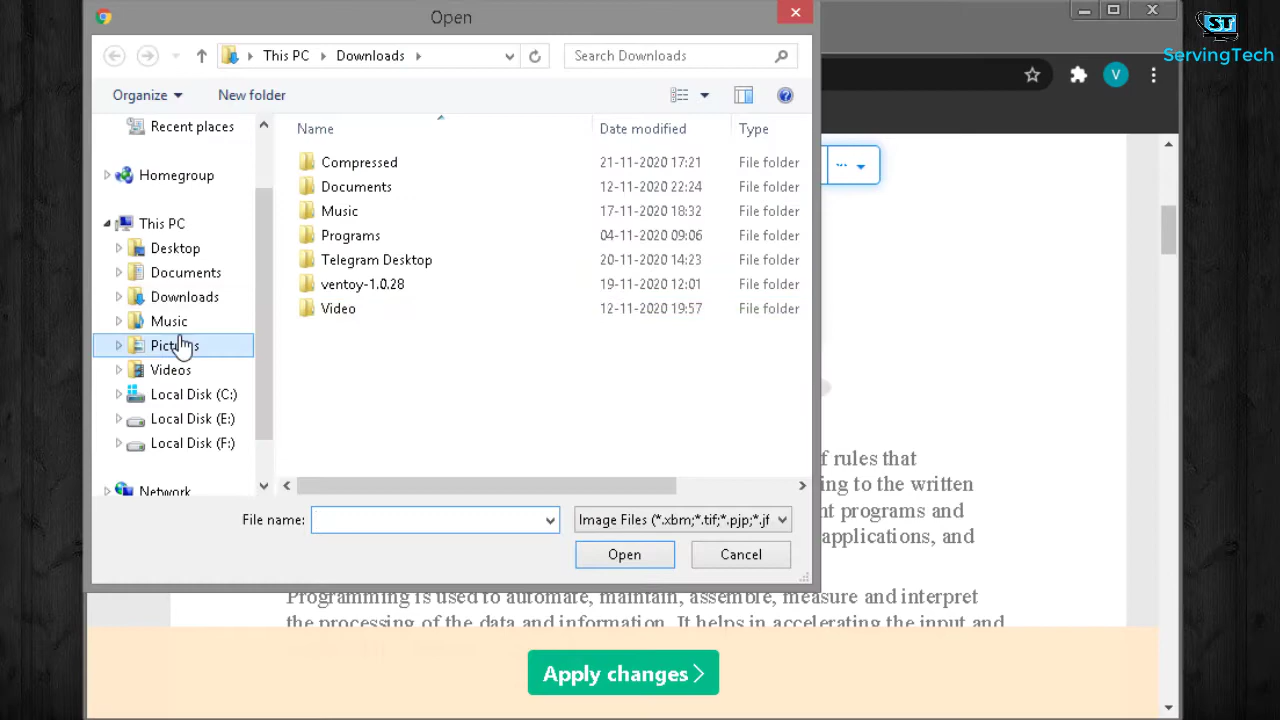 Open
ST
ServingTech
This PC
Downloads
Search Downloads
V
Organize
New folder
Recent places
Homegroup
This PC
Desktop
Documents
Downloads
Music
Pictures
Videos
Local Disk (C:)
Local Disk (E:)
Local Disk (F:)
Network
Name
Date modified
Type
Compressed
21-11-2020 17:21
File folder
Documents
12-11-2020 22:24
File folder
Music
17-11-2020 18:32
File folder
Programs
04-11-2020 09:06
File folder
Telegram Desktop
20-11-2020 14:23
File folder
ventoy-1.0.28
19-11-2020 12:01
File folder
Video
12-11-2020 19:57
File folder
File name:
Image Files (*.xbm;*.tif;*.pjp;*.jf
Open
Cancel
f rules that
ing to the written
nt programs and
applications, and
Programming is used to automate, maintain, assemble, measure and interpret
the processing of the data and information. It helps in accelerating the input and
Apply changes